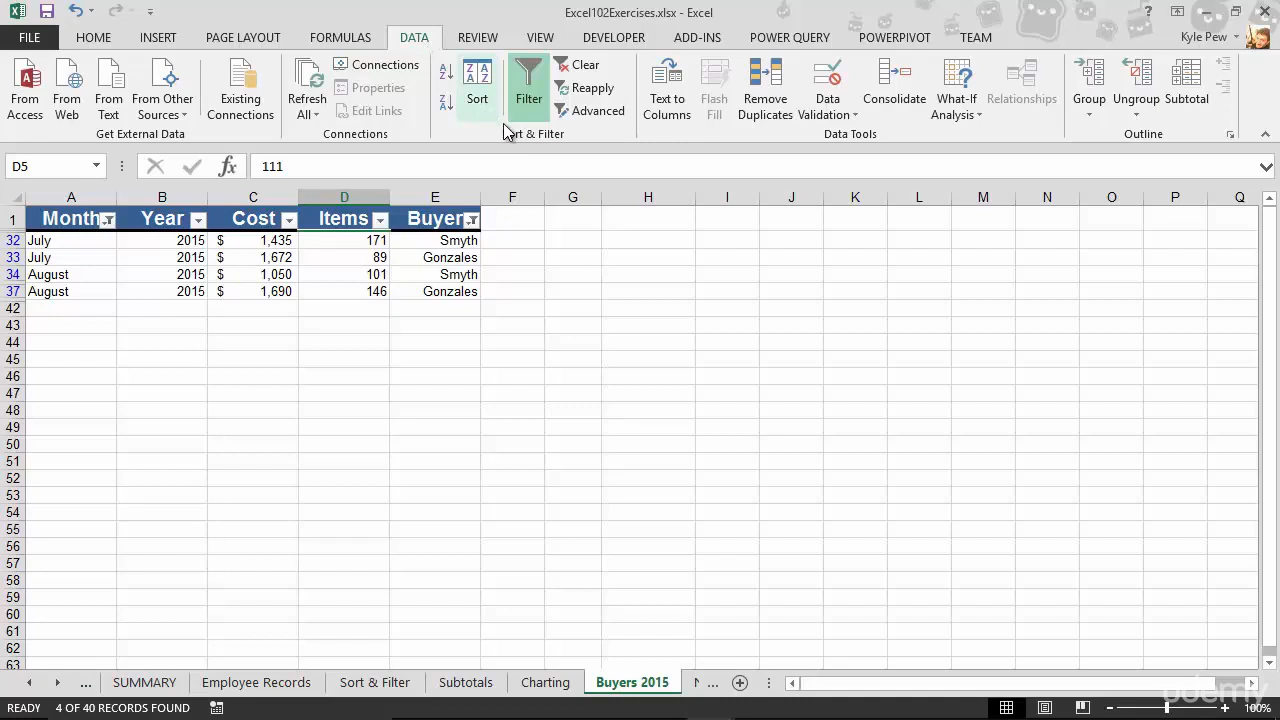 Excel102Exercises.xlsx - Excel
FILE HOME INSERT PAGE LAYOUT FORMULAS DATA REVIEW VIEW DEVELOPER ADD-INS POWER QUERY POWERPIVOT TEAM Kyle Pew
From Access
From Web
From Text
From Other Sources
Existing Connections
Get External Data
Refresh All
Connections
Properties
Edit Links
Connections
Sort
Filter
Clear
Reapply
Advanced
Sort & Filter
Text to Columns
Flash Fill
Remove Duplicates
Data Validation
Consolidate
What-If Analysis
Relationships
Data Tools
Group
Ungroup
Subtotal
Outline
D5 fx 111
A B C D E F G H I J K L M N O P Q
1 Month Year Cost Items Buyer
32 July 2015 $ 1,435 171 Smyth
33 July 2015 $ 1,672 89 Gonzales
34 August 2015 $ 1,050 101 Smyth
37 August 2015 $ 1,690 146 Gonzales
42
43
44
45
46
47
48
49
50
51
52
53
54
55
56
57
58
59
60
61
62
63
... SUMMARY Employee Records Sort & Filter Subtotals Charting Buyers 2015 ...
udemy
READY 4 OF 40 RECORDS FOUND 100%